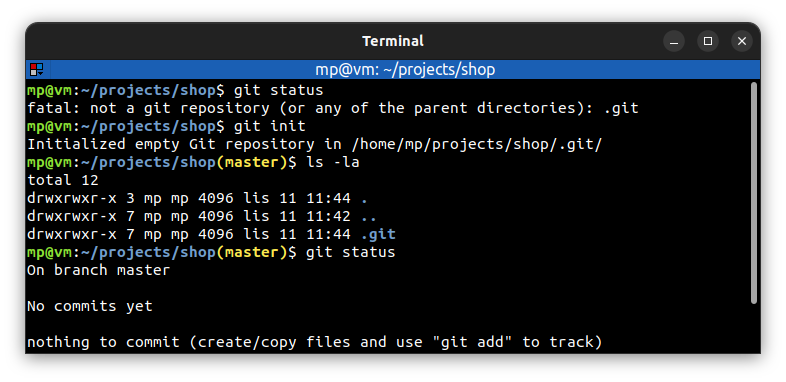 Terminal
mp@vm: ~/projects/shop
mp@vm:~/projects/shop$ git status
fatal: not a git repository (or any of the parent directories): .git
mp@vm:~/projects/shop$ git init
Initialized empty Git repository in /home/mp/projects/shop/.git/
mp@vm:~/projects/shop(master)$ ls -la
total 12
drwxrwxr-x 3 mp mp 4096 lis 11 11:44 .
drwxrwxr-x 7 mp mp 4096 lis 11 11:42 ..
drwxrwxr-x 7 mp mp 4096 lis 11 11:44 .git
mp@vm:~/projects/shop(master)$ git status
On branch master
No commits yet
nothing to commit (create/copy files and use "git add" to track)